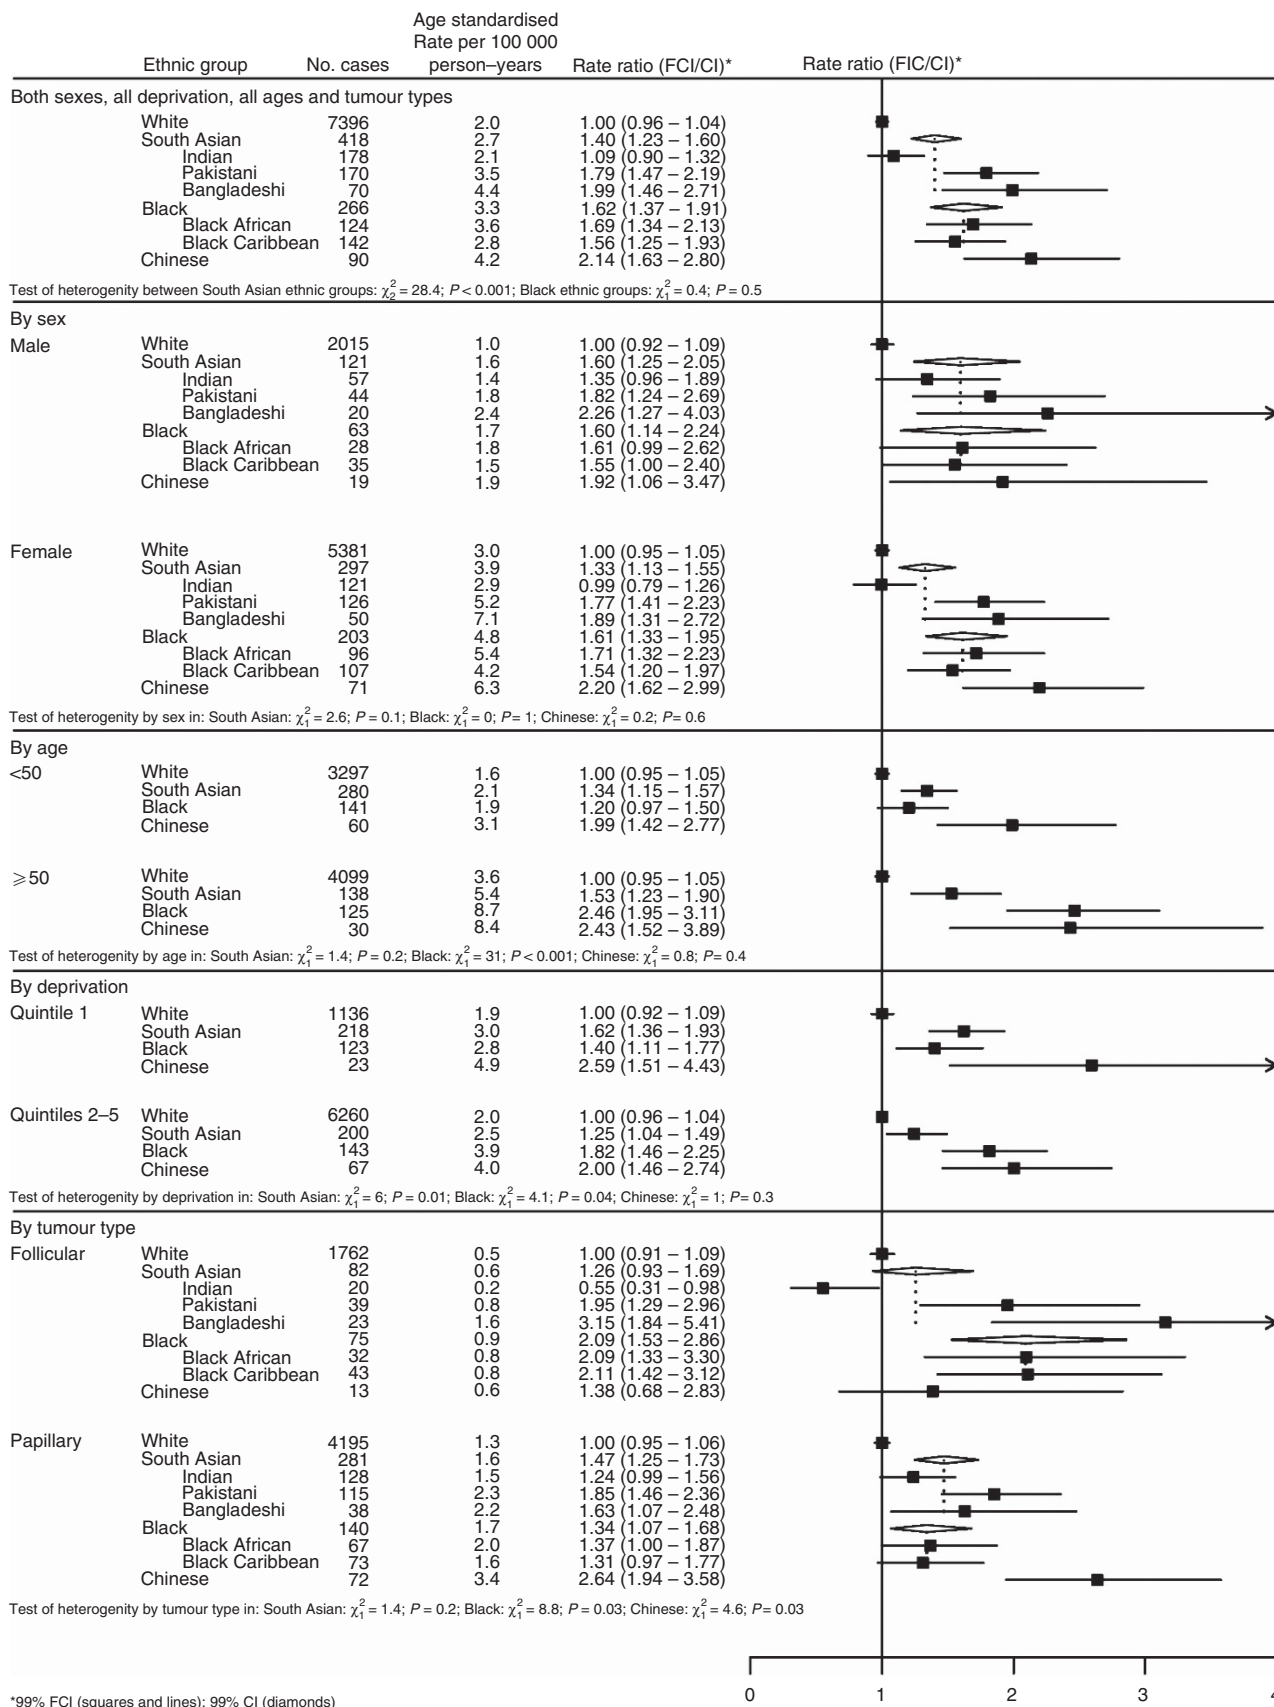 Age standardised
Rate per 100 000
Ethnic group No. cases person–years Rate ratio (FCI/CI)* Rate ratio (FIC/CI)*
Both sexes, all deprivation, all ages and tumour types
White 7396 2.0 1.00 (0.96 – 1.04)
South Asian 418 2.7 1.40 (1.23 – 1.60)
Indian 178 2.1 1.09 (0.90 – 1.32)
Pakistani 170 3.5 1.79 (1.47 – 2.19)
Bangladeshi 70 4.4 1.99 (1.46 – 2.71)
Black 266 3.3 1.62 (1.37 – 1.91)
Black African 124 3.6 1.69 (1.34 – 2.13)
Black Caribbean 142 2.8 1.56 (1.25 – 1.93)
Chinese 90 4.2 2.14 (1.63 – 2.80)
Test of heterogenity between South Asian ethnic groups: χ²₂ = 28.4; P < 0.001; Black ethnic groups: χ²₁ = 0.4; P = 0.5
By sex
Male White 2015 1.0 1.00 (0.92 – 1.09)
South Asian 121 1.6 1.60 (1.25 – 2.05)
Indian 57 1.4 1.35 (0.96 – 1.89)
Pakistani 44 1.8 1.82 (1.24 – 2.69)
Bangladeshi 20 2.4 2.26 (1.27 – 4.03)
Black 63 1.7 1.60 (1.14 – 2.24)
Black African 28 1.8 1.61 (0.99 – 2.62)
Black Caribbean 35 1.5 1.55 (1.00 – 2.40)
Chinese 19 1.9 1.92 (1.06 – 3.47)
Female White 5381 3.0 1.00 (0.95 – 1.05)
South Asian 297 3.9 1.33 (1.13 – 1.55)
Indian 121 2.9 0.99 (0.79 – 1.26)
Pakistani 126 5.2 1.77 (1.41 – 2.23)
Bangladeshi 50 7.1 1.89 (1.31 – 2.72)
Black 203 4.8 1.61 (1.33 – 1.95)
Black African 96 5.4 1.71 (1.32 – 2.23)
Black Caribbean 107 4.2 1.54 (1.20 – 1.97)
Chinese 71 6.3 2.20 (1.62 – 2.99)
Test of heterogenity by sex in: South Asian: χ²₁ = 2.6; P = 0.1; Black: χ²₁ = 0; P = 1; Chinese: χ²₁ = 0.2; P = 0.6
By age
<50 White 3297 1.6 1.00 (0.95 – 1.05)
South Asian 280 2.1 1.34 (1.15 – 1.57)
Black 141 1.9 1.20 (0.97 – 1.50)
Chinese 60 3.1 1.99 (1.42 – 2.77)
⩾50 White 4099 3.6 1.00 (0.95 – 1.05)
South Asian 138 5.4 1.53 (1.23 – 1.90)
Black 125 8.7 2.46 (1.95 – 3.11)
Chinese 30 8.4 2.43 (1.52 – 3.89)
Test of heterogenity by age in: South Asian: χ²₁ = 1.4; P = 0.2; Black: χ²₁ = 31; P < 0.001; Chinese: χ²₁ = 0.8; P = 0.4
By deprivation
Quintile 1 White 1136 1.9 1.00 (0.92 – 1.09)
South Asian 218 3.0 1.62 (1.36 – 1.93)
Black 123 2.8 1.40 (1.11 – 1.77)
Chinese 23 4.9 2.59 (1.51 – 4.43)
Quintiles 2–5 White 6260 2.0 1.00 (0.96 – 1.04)
South Asian 200 2.5 1.25 (1.04 – 1.49)
Black 143 3.9 1.82 (1.46 – 2.25)
Chinese 67 4.0 2.00 (1.46 – 2.74)
Test of heterogenity by deprivation in: South Asian: χ²₁ = 6; P = 0.01; Black: χ²₁ = 4.1; P = 0.04; Chinese: χ²₁ = 1; P = 0.3
By tumour type
Follicular White 1762 0.5 1.00 (0.91 – 1.09)
South Asian 82 0.6 1.26 (0.93 – 1.69)
Indian 20 0.2 0.55 (0.31 – 0.98)
Pakistani 39 0.8 1.95 (1.29 – 2.96)
Bangladeshi 23 1.6 3.15 (1.84 – 5.41)
Black 75 0.9 2.09 (1.53 – 2.86)
Black African 32 0.8 2.09 (1.33 – 3.30)
Black Caribbean 43 0.8 2.11 (1.42 – 3.12)
Chinese 13 0.6 1.38 (0.68 – 2.83)
Papillary White 4195 1.3 1.00 (0.95 – 1.06)
South Asian 281 1.6 1.47 (1.25 – 1.73)
Indian 128 1.5 1.24 (0.99 – 1.56)
Pakistani 115 2.3 1.85 (1.46 – 2.36)
Bangladeshi 38 2.2 1.63 (1.07 – 2.48)
Black 140 1.7 1.34 (1.07 – 1.68)
Black African 67 2.0 1.37 (1.00 – 1.87)
Black Caribbean 73 1.6 1.31 (0.97 – 1.77)
Chinese 72 3.4 2.64 (1.94 – 3.58)
Test of heterogenity by tumour type in: South Asian: χ²₁ = 1.4; P = 0.2; Black: χ²₁ = 8.8; P = 0.03; Chinese: χ²₁ = 4.6; P = 0.03
0 1 2 3 4
*99% FCI (squares and lines); 99% CI (diamonds)